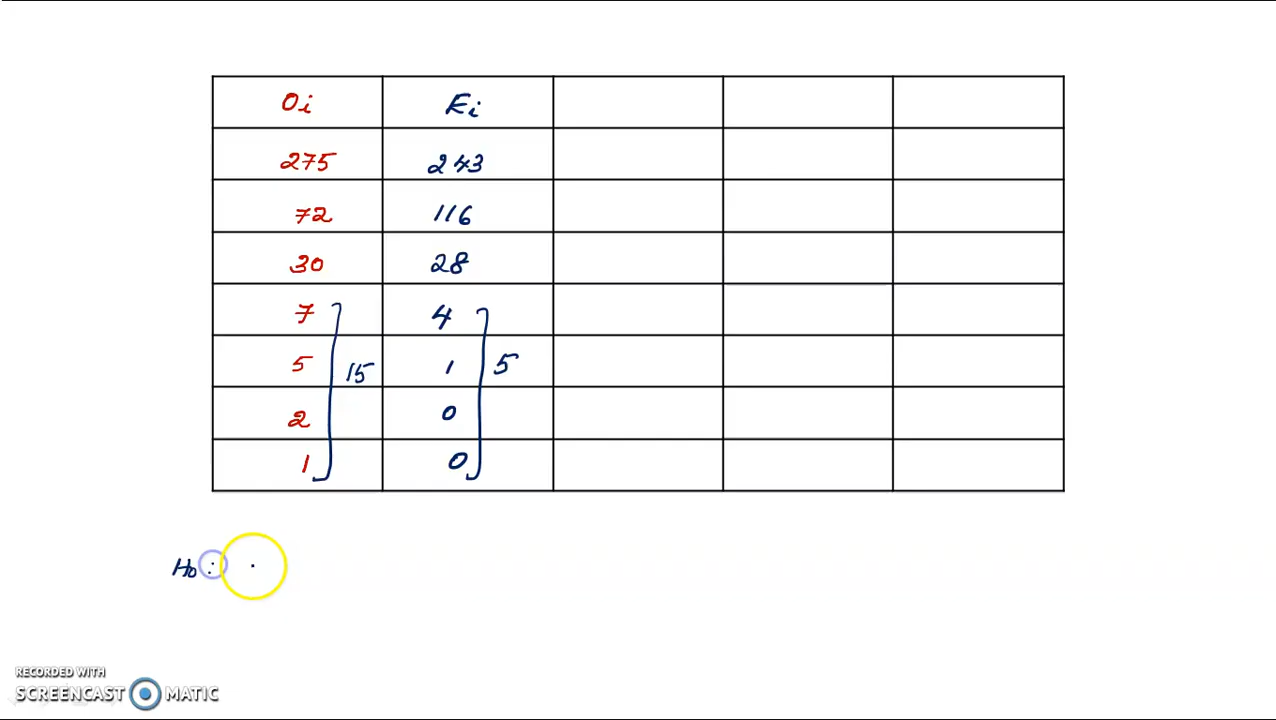 Oi Ei
275 243
72 116
30 28
7 4
5 15 1 5
2 0
1 0
Ho :
RECORDED WITH
SCREENCAST MATIC